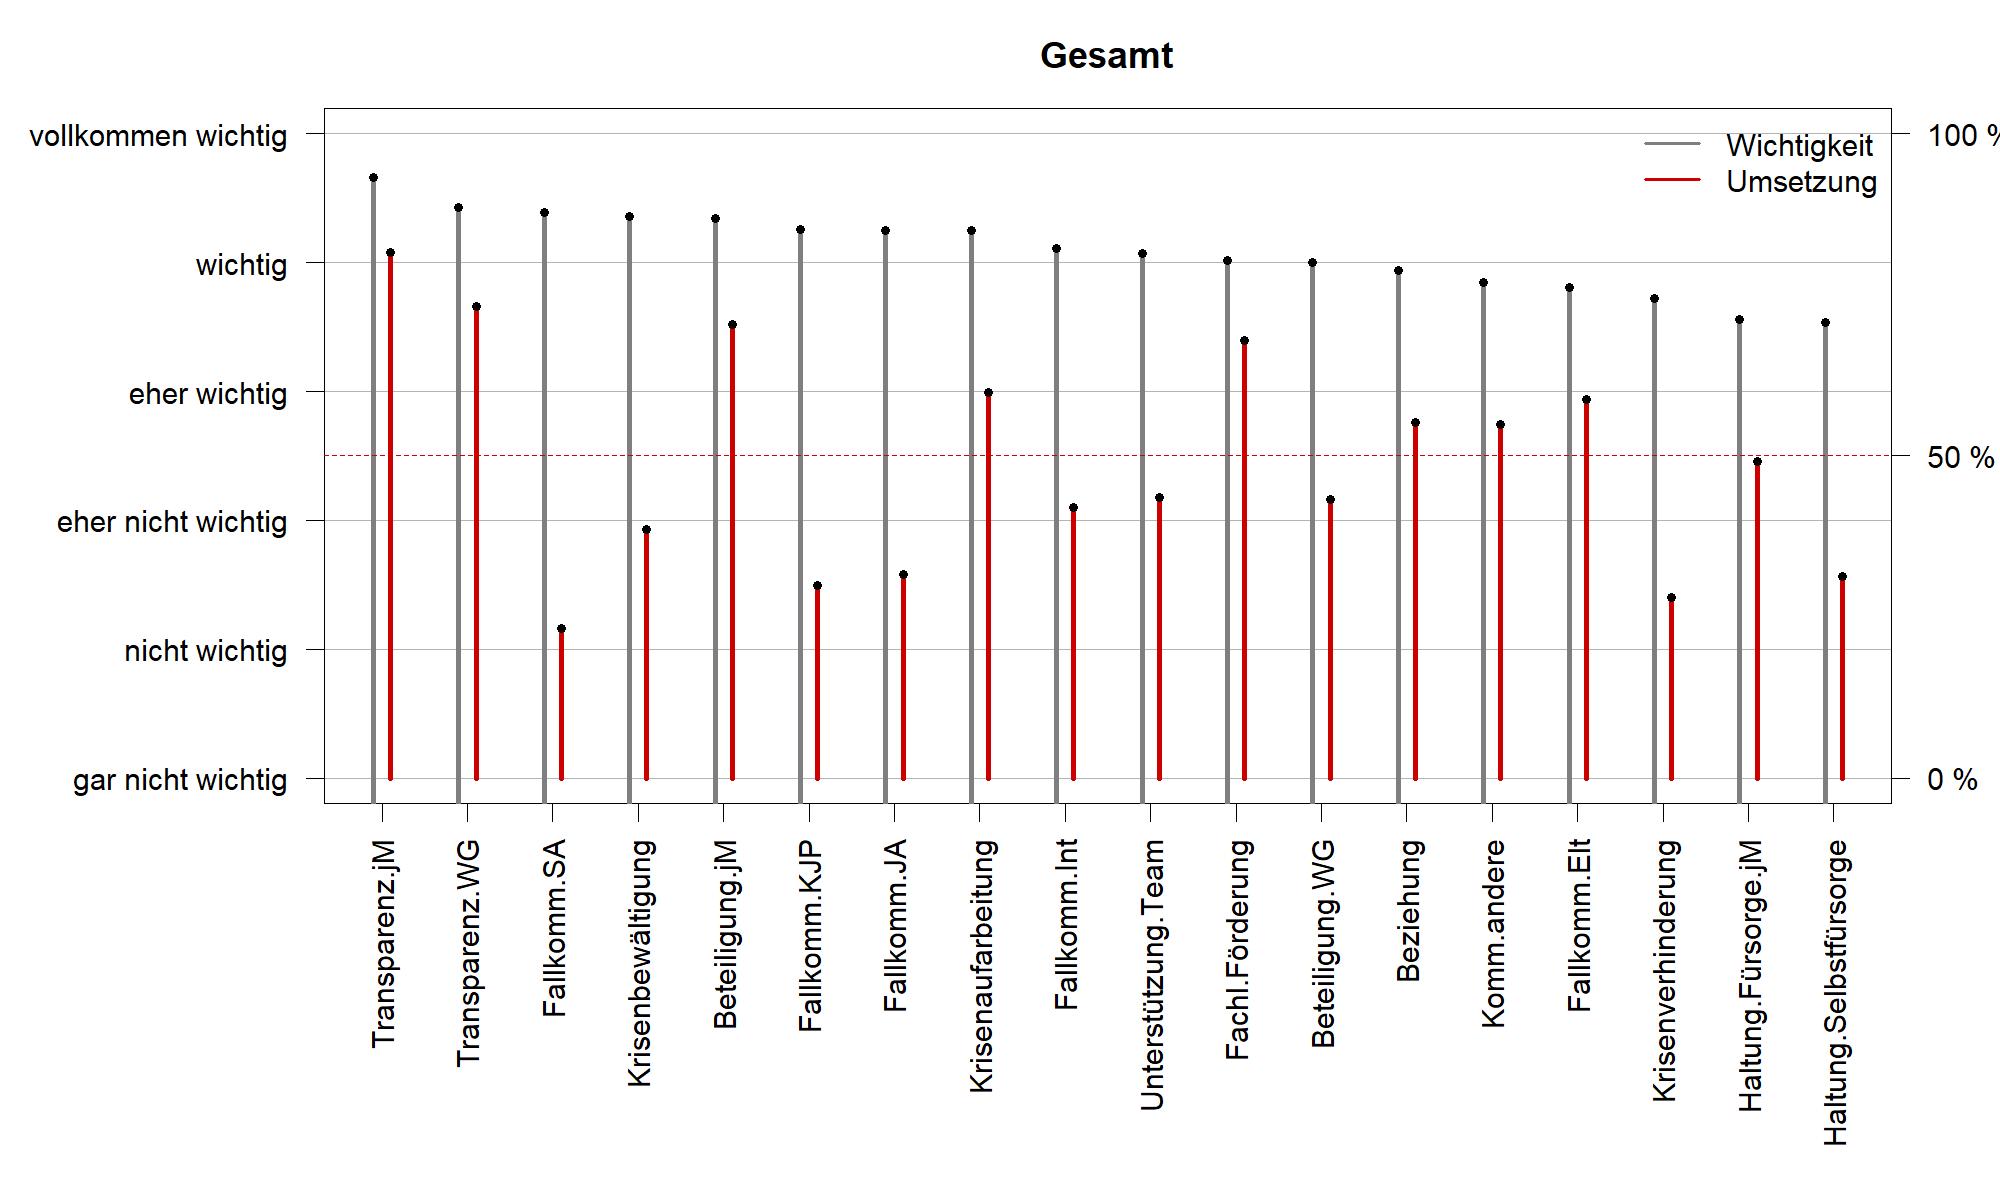 Gesamt
vollkommen wichtig
wichtig
eher wichtig
eher nicht wichtig
nicht wichtig
gar nicht wichtig
Wichtigkeit
Umsetzung
100 %
50 %
0 %
Transparenz.jM
Transparenz.WG
Fallkomm.SA
Krisenbewältigung
Beteiligung.jM
Fallkomm.KJP
Fallkomm.JA
Krisenaufarbeitung
Fallkomm.Int
Unterstützung.Team
Fachl.Förderung
Beteiligung.WG
Beziehung
Komm.andere
Fallkomm.Elt
Krisenverhinderung
Haltung.Fürsorge.jM
Haltung.Selbstfürsorge